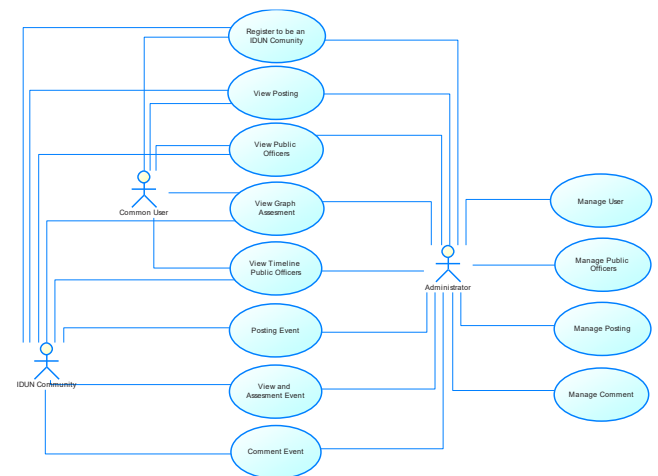 Register to be an
IDUN Comunity
View Posting
View Public
Officers
Common User
View Graph
Assesment
Manage User
View Timeline
Public Officers
Administrator
Manage Public
Officers
Posting Event
Manage Posting
IDUN Community
View and
Assesment Event
Manage Comment
Comment Event